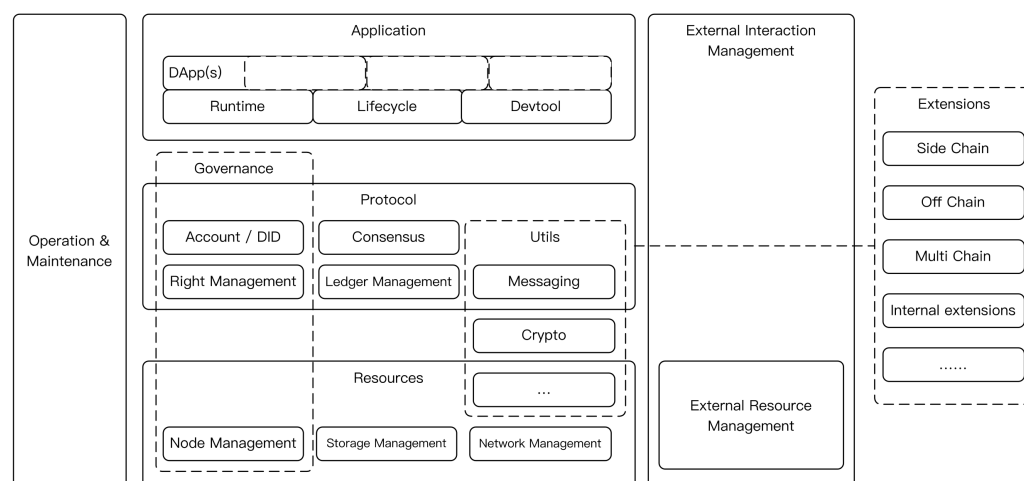 Operation &
Maintenance
Application
DApp(s)
Runtime
Lifecycle
Devtool
Governance
Protocol
Account / DID
Consensus
Utils
Right Management
Ledger Management
Messaging
Crypto
Resources
...
Node Management
Storage Management
Network Management
External Interaction
Management
External Resource
Management
Extensions
Side Chain
Off Chain
Multi Chain
Internal extensions
......